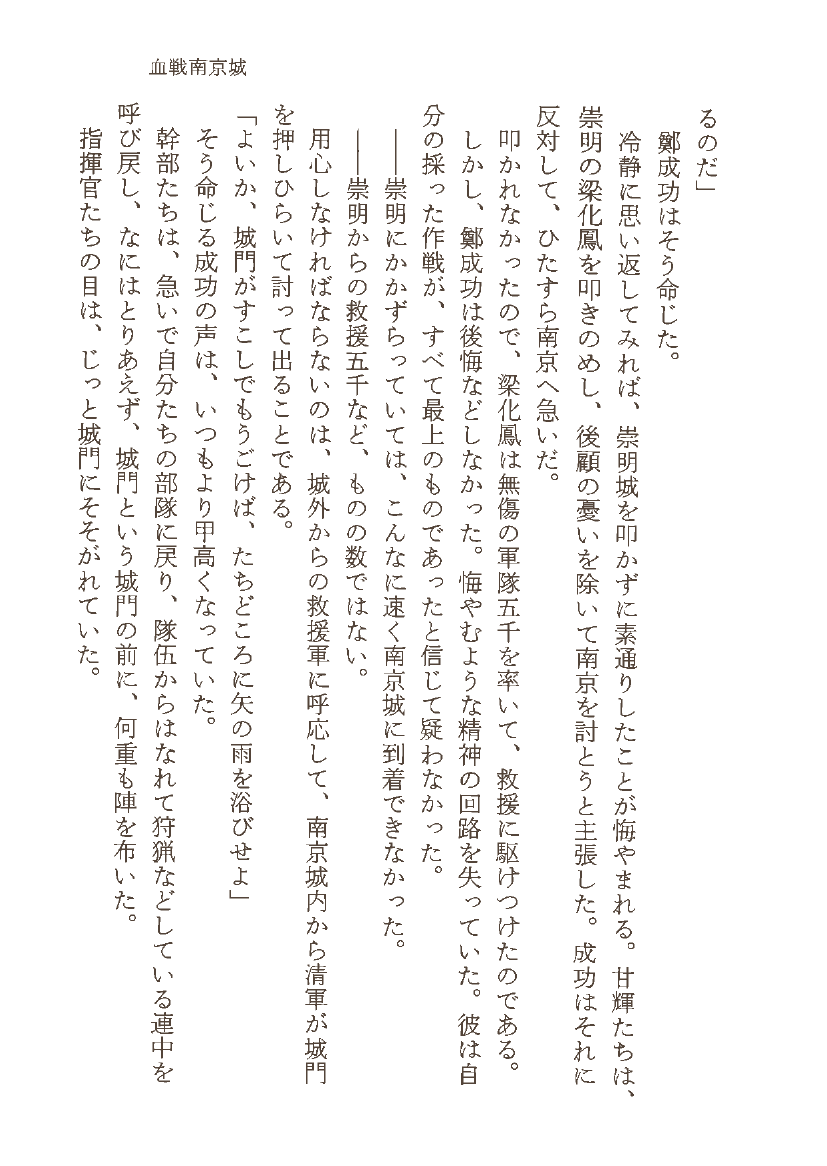 血戦南京城
るのだ」
鄭成功はそう命じた。
冷静に思い返してみれば、崇明城を叩かずに素通りしたことが悔やまれる。甘輝たちは、
崇明の梁化鳳を叩きのめし、後顧の憂いを除いて南京を討とうと主張した。成功はそれに
反対して、ひたすら南京へ急いだ。
叩かれなかったので、梁化鳳は無傷の軍隊五千を率いて、救援に駆けつけたのである。
しかし、鄭成功は後悔などしなかった。悔やむような精神の回路を失っていた。彼は自
分の採った作戦が、すべて最上のものであったと信じて疑わなかった。
――崇明にかかずらっていては、こんなに速く南京城に到着できなかった。
――崇明からの救援五千など、ものの数ではない。
用心しなければならないのは、城外からの救援軍に呼応して、南京城内から清軍が城門
を押しひらいて討って出ることである。
「よいか、城門がすこしでもうごけば、たちどころに矢の雨を浴びせよ」
そう命じる成功の声は、いつもより甲高くなっていた。
幹部たちは、急いで自分たちの部隊に戻り、隊伍からはなれて狩猟などしている連中を
呼び戻し、なにはとりあえず、城門という城門の前に、何重も陣を布いた。
指揮官たちの目は、じっと城門にそそがれていた。